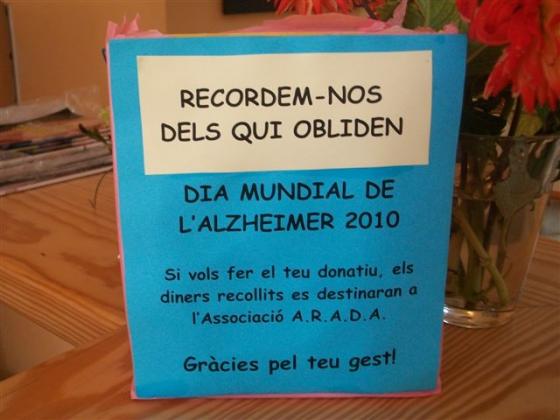 RECORDEM-NOS
DELS QUI OBLIDEN
DIA MUNDIAL DE
L'ALZHEIMER 2010
Si vols fer el teu donatiu, els
diners recollits es destinaran a
l'Associació A.R.A.D.A.
Gràcies pel teu gest!